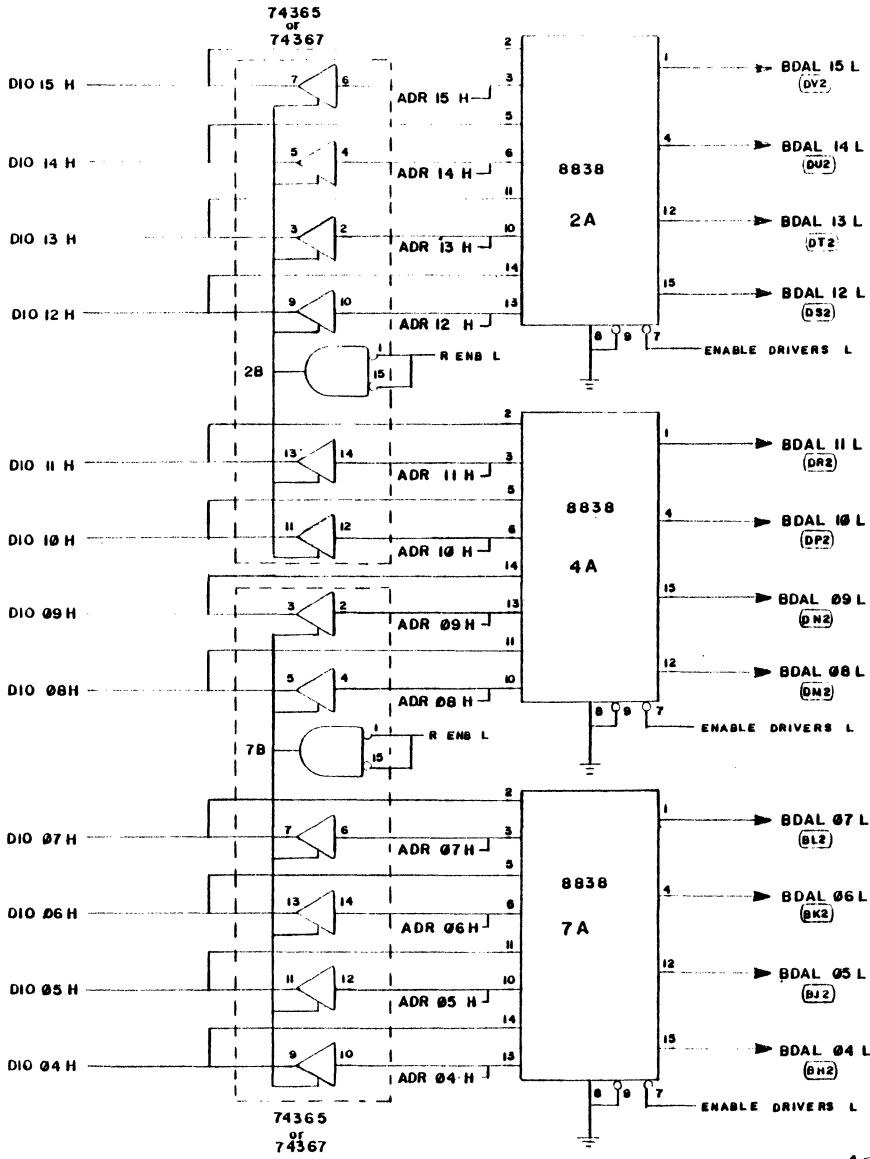 74365
or
74367
DIO 15 H
7
6
ADR 15 H
2
3
1
BDAL 15 L
(DV2)
DIO 14 H
5
4
ADR 14 H
5
6
4
BDAL 14 L
(DU2)
8838
2A
DIO 13 H
3
2
ADR 13 H
11
10
12
BDAL 13 L
(DT2)
DIO 12 H
9
10
ADR 12 H
14
13
15
BDAL 12 L
(DS2)
8 9 7
ENABLE DRIVERS L
2B
1
15
R ENB L
DIO 11 H
13
14
ADR 11 H
2
3
1
BDAL 11 L
(DR2)
DIO 10 H
11
12
ADR 10 H
5
6
4
BDAL 10 L
(DP2)
8838
4A
DIO 09 H
3
2
ADR 09 H
14
13
15
BDAL 09 L
(DN2)
DIO 08 H
5
4
ADR 08 H
11
10
12
BDAL 08 L
(DM2)
8 9 7
ENABLE DRIVERS L
7B
1
15
R ENB L
DIO 07 H
7
6
ADR 07 H
2
3
1
BDAL 07 L
(BL2)
DIO 06 H
13
14
ADR 06 H
5
6
4
BDAL 06 L
(BK2)
8838
7A
DIO 05 H
11
12
ADR 05 H
11
10
12
BDAL 05 L
(BJ2)
DIO 04 H
9
10
ADR 04 H
14
13
15
BDAL 04 L
(BH2)
8 9 7
ENABLE DRIVERS L
74365
or
74367